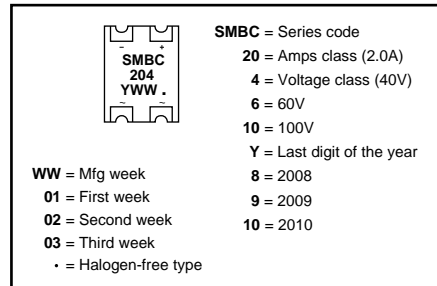 - +
SMBC
204
YWW .
~ ~
SMBC = Series code
20 = Amps class (2.0A)
4 = Voltage class (40V)
6 = 60V
10 = 100V
Y = Last digit of the year
8 = 2008
9 = 2009
10 = 2010
WW = Mfg week
01 = First week
02 = Second week
03 = Third week
· = Halogen-free type